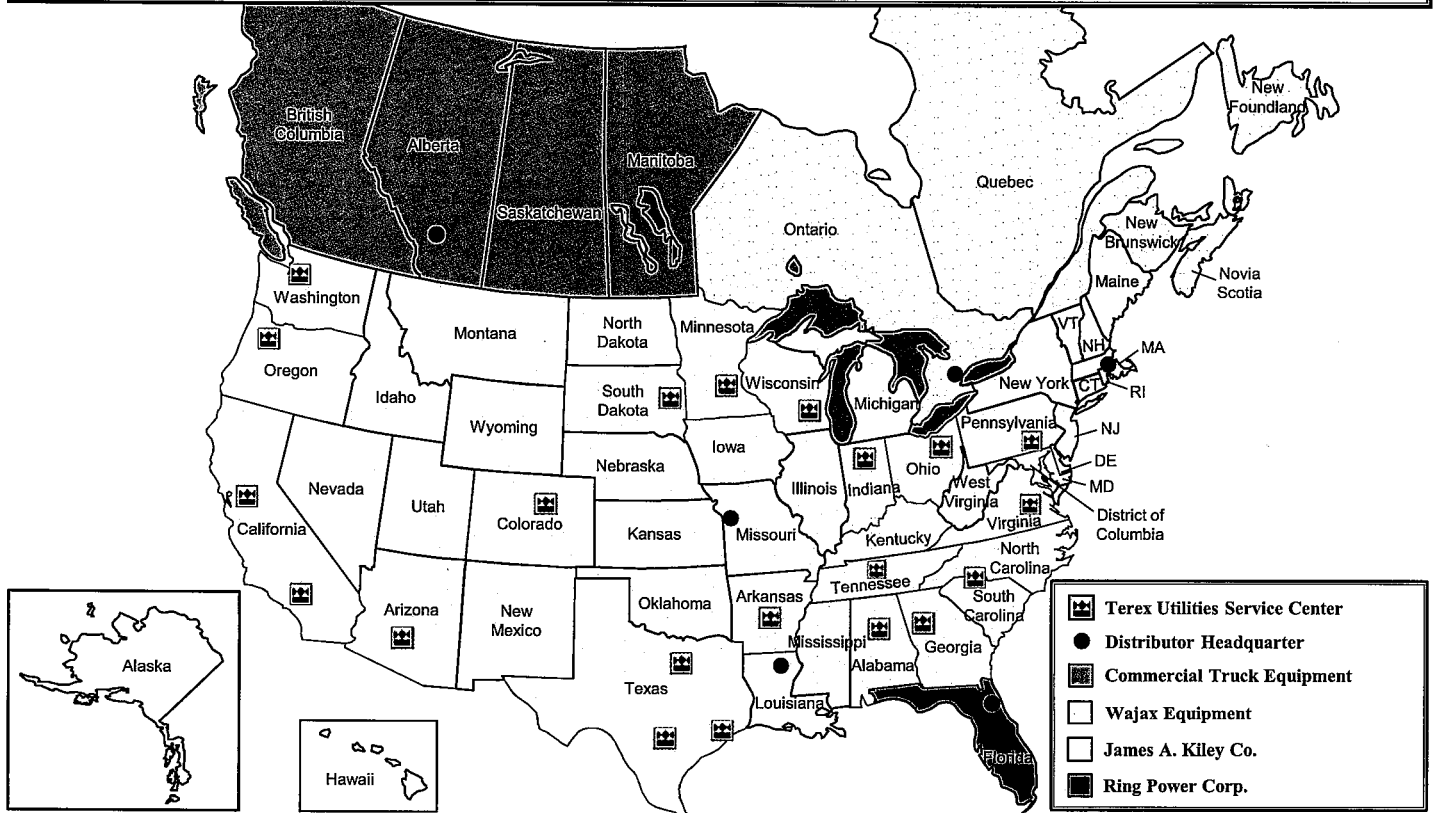 New
Foundland
British
Columbia
Alberta
Manitoba
Saskatchewan
Quebec
Ontario
New
Brunswick
Novia
Scotia
Maine
Washington
Montana
North
Dakota
Minnesota
VT
NH
MA
Oregon
Idaho
South
Dakota
Wisconsin
Michigan
New York
CT
RI
Wyoming
Pennsylvania
NJ
Iowa
Nebraska
Ohio
DE
Nevada
Utah
Colorado
Illinois
Indiana
West
Virginia
MD
Virginia
District of
Columbia
California
Kansas
Missouri
Kentucky
North
Carolina
Tennessee
South
Carolina
Arizona
New
Mexico
Oklahoma
Arkansas
Mississippi
Alabama
Georgia
Texas
Louisiana
Florida
Alaska
Hawaii
Terex Utilities Service Center
Distributor Headquarter
Commercial Truck Equipment
Wajax Equipment
James A. Kiley Co.
Ring Power Corp.